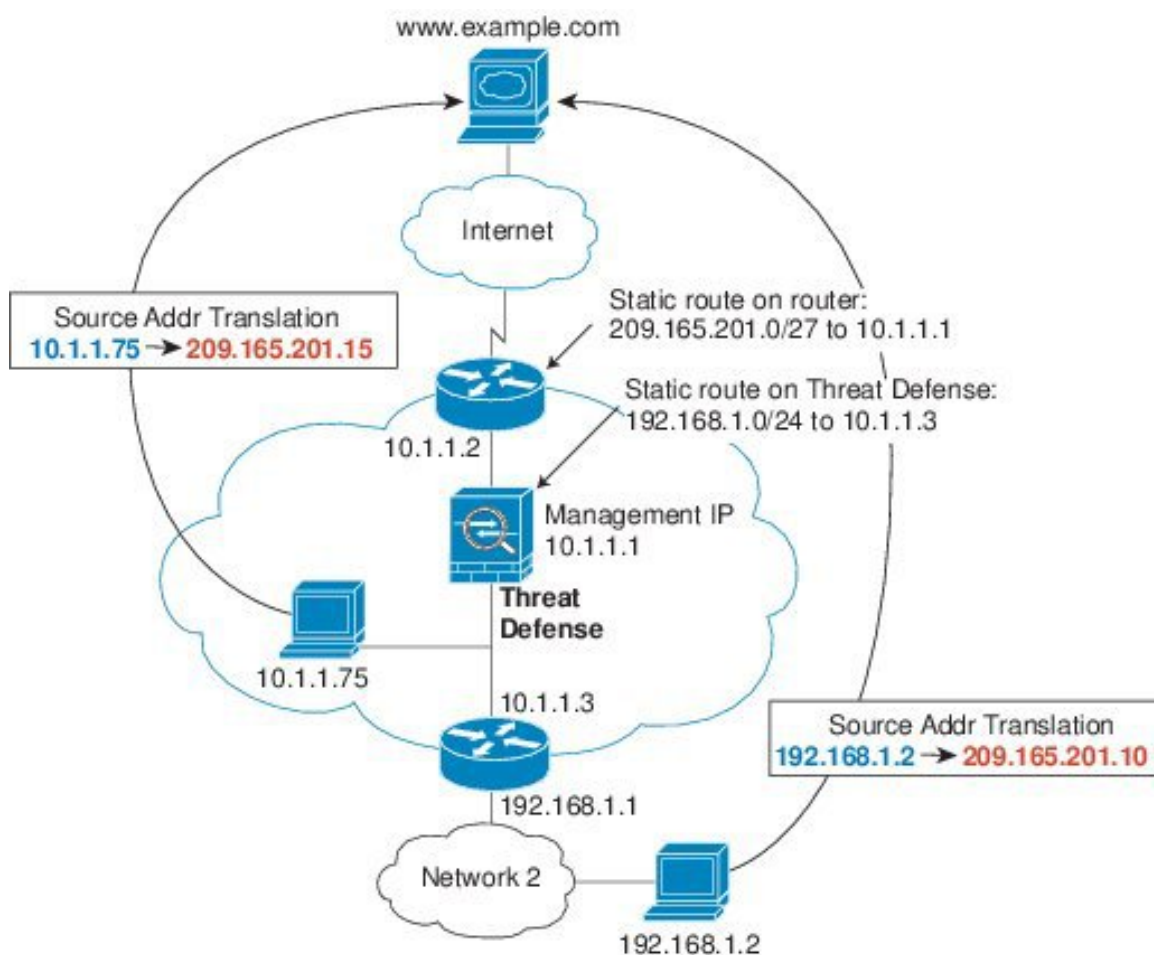 www.example.com
Internet
Source Addr Translation
10.1.1.75 → 209.165.201.15
Static route on router:
209.165.201.0/27 to 10.1.1.1
Static route on Threat Defense:
192.168.1.0/24 to 10.1.1.3
10.1.1.2
Management IP
10.1.1.1
Threat
Defense
10.1.1.75
10.1.1.3
Source Addr Translation
192.168.1.2 → 209.165.201.10
192.168.1.1
Network 2
192.168.1.2